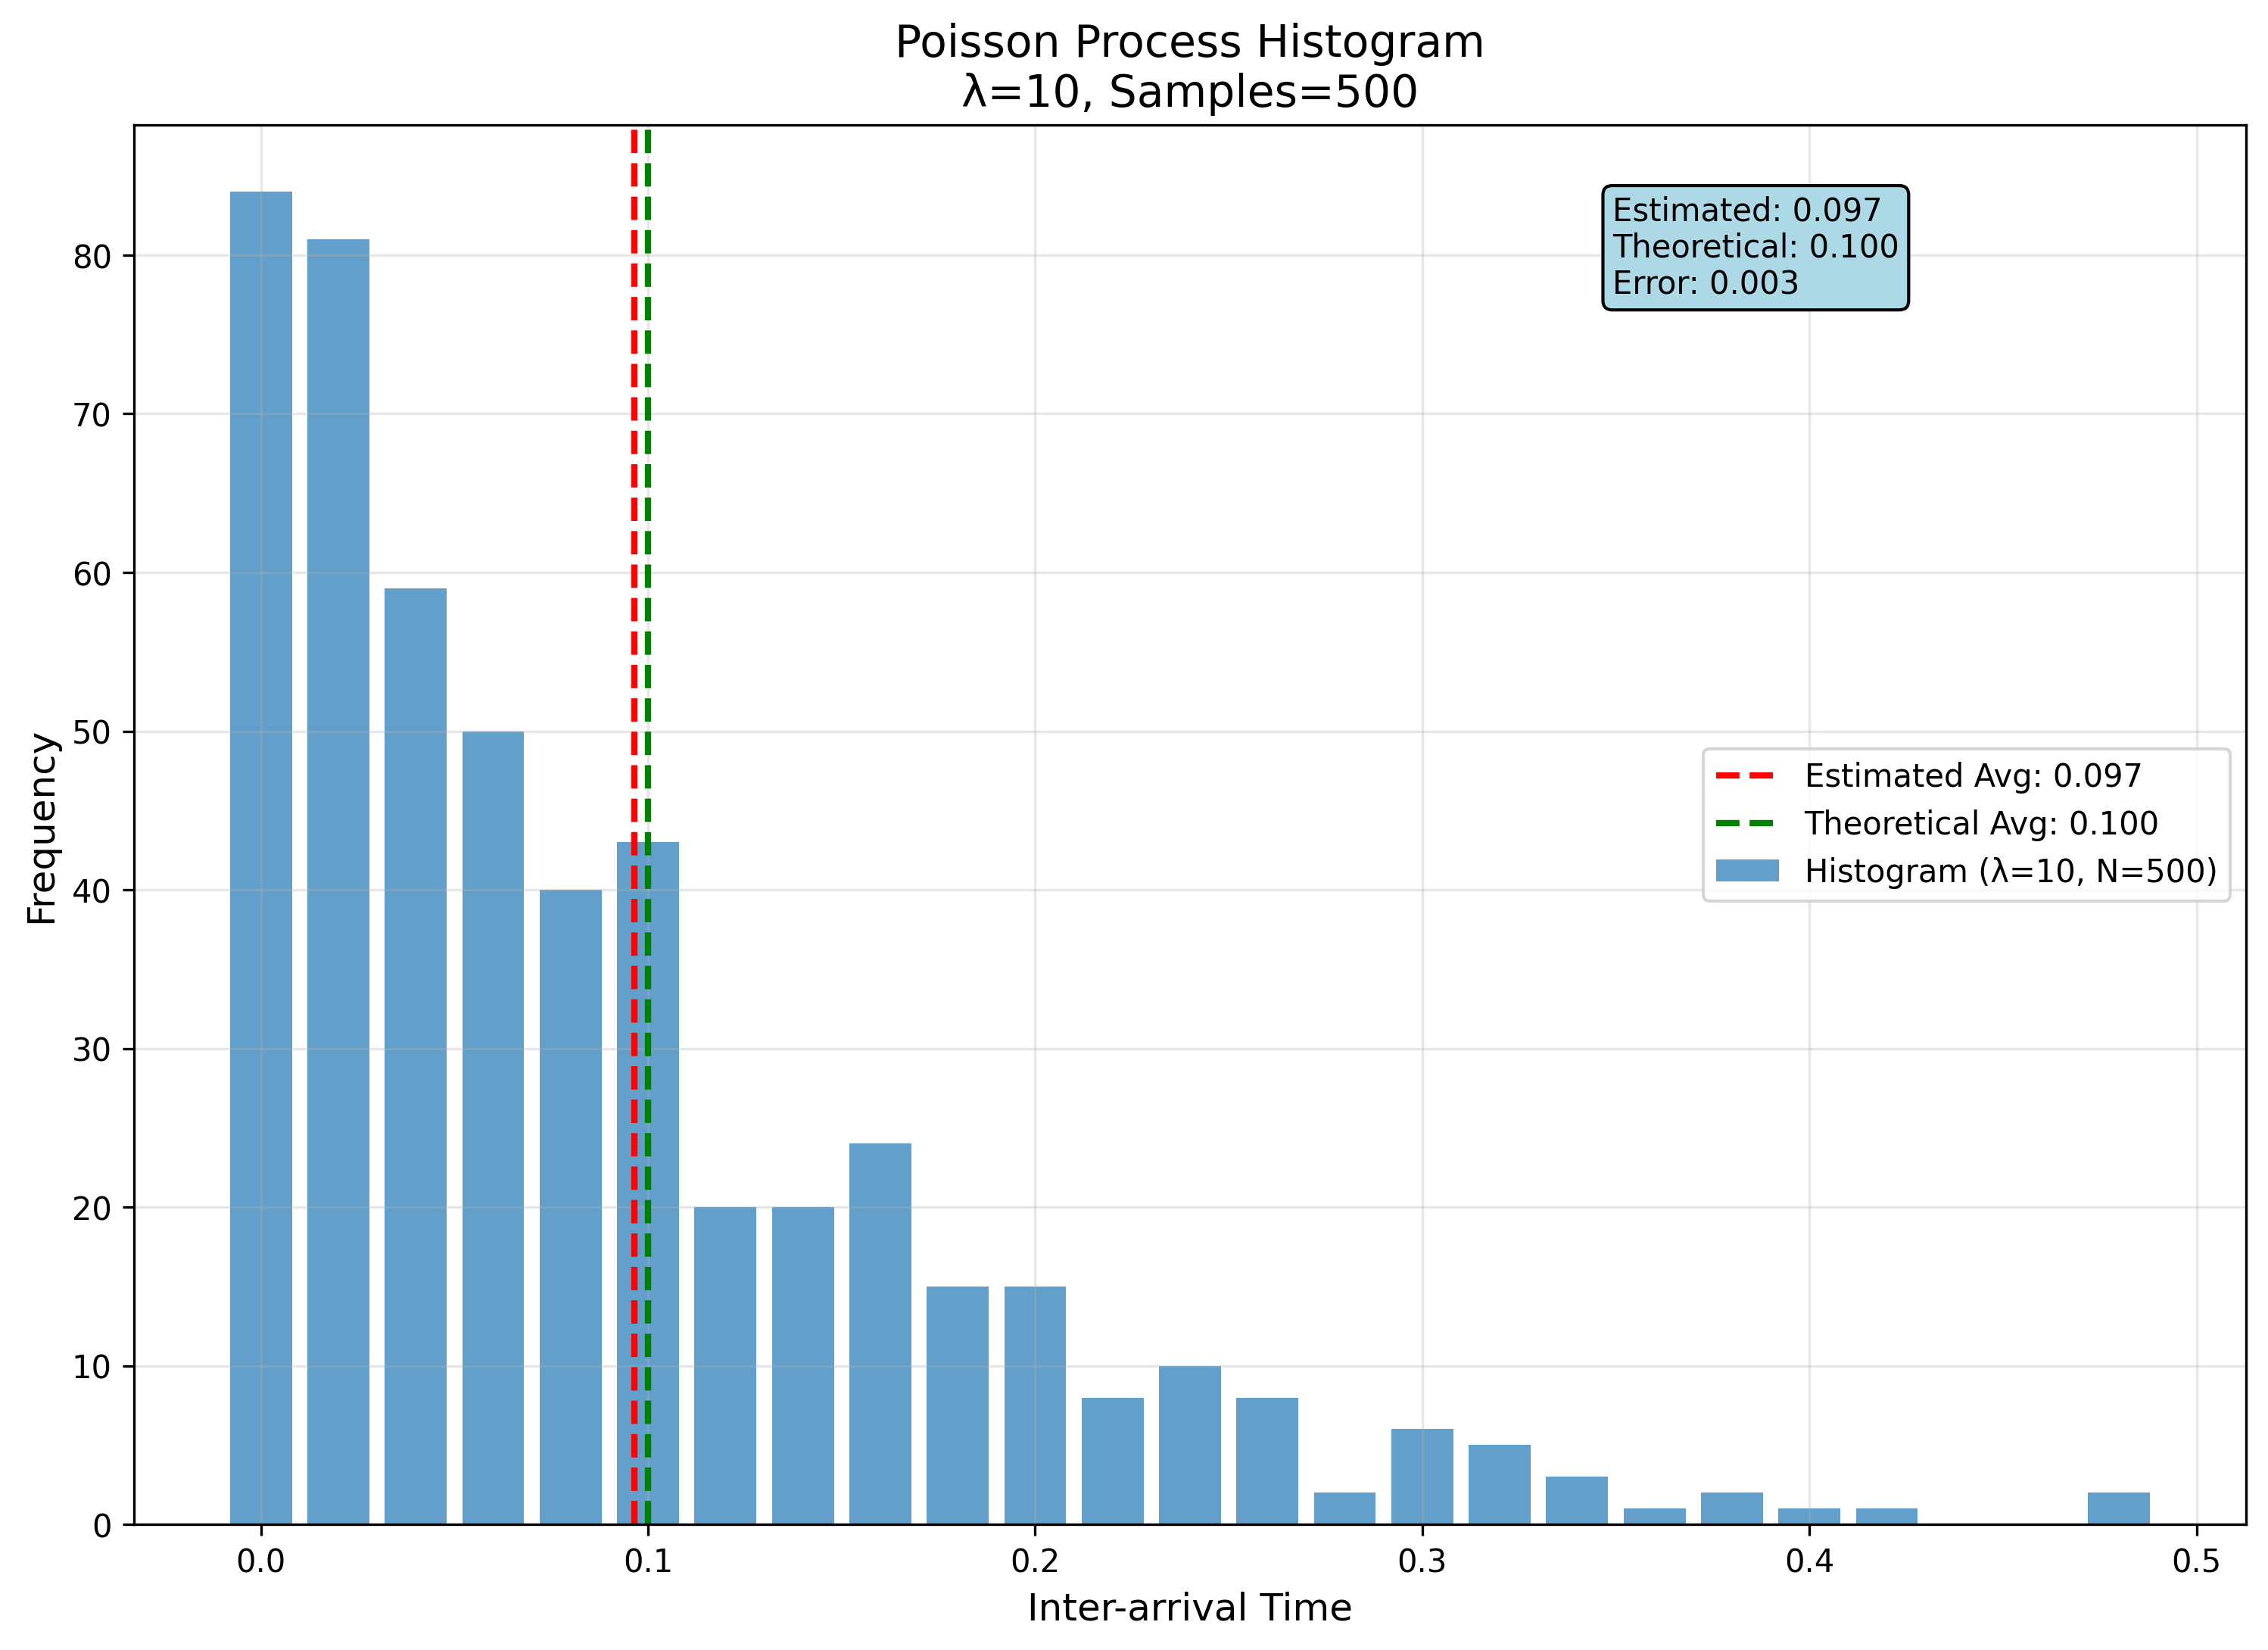 Poisson Process Histogram
λ=10, Samples=500
Estimated: 0.097
Theoretical: 0.100
Error: 0.003
Estimated Avg: 0.097
Theoretical Avg: 0.100
Histogram (λ=10, N=500)
Frequency
80
70
60
50
40
30
20
10
0
0.0 0.1 0.2 0.3 0.4 0.5
Inter-arrival Time